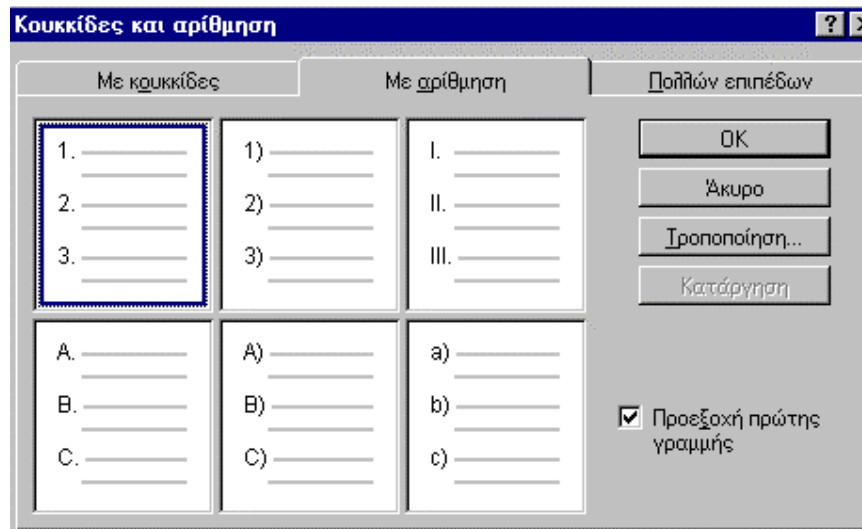 Κουκκίδες και αρίθμηση
Με κουκκίδες Με αρίθμηση Πολλών επιπέδων
1. 1) I.
2. 2) II.
3. 3) III.
A. A) a)
B. B) b)
C. C) c)
OK
Άκυρο
Τροποποίηση...
Κατάργηση
Προεξοχή πρώτης
γραμμής